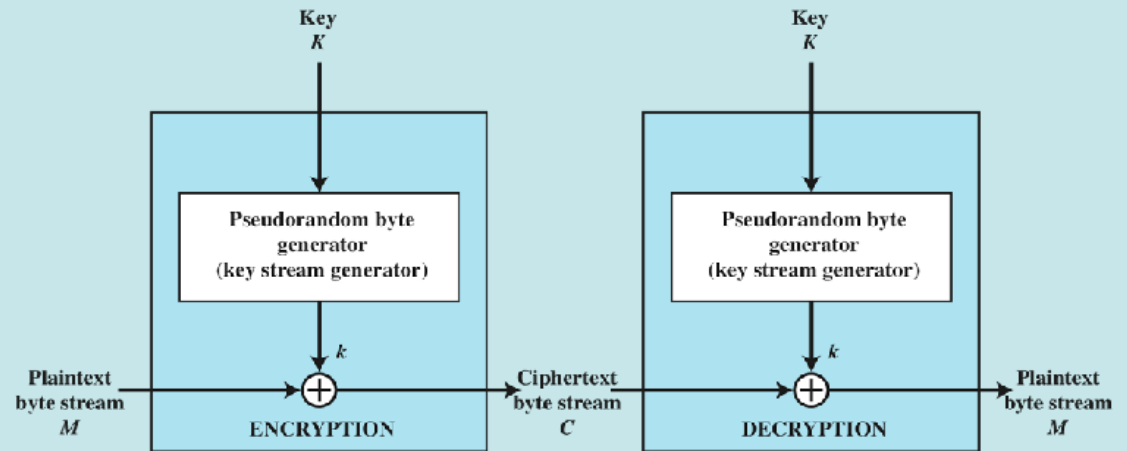 Key
K
Pseudorandom byte
generator
(key stream generator)
k
Plaintext
byte stream
M
ENCRYPTION
Ciphertext
byte stream
C
Key
K
Pseudorandom byte
generator
(key stream generator)
k
DECRYPTION
Plaintext
byte stream
M